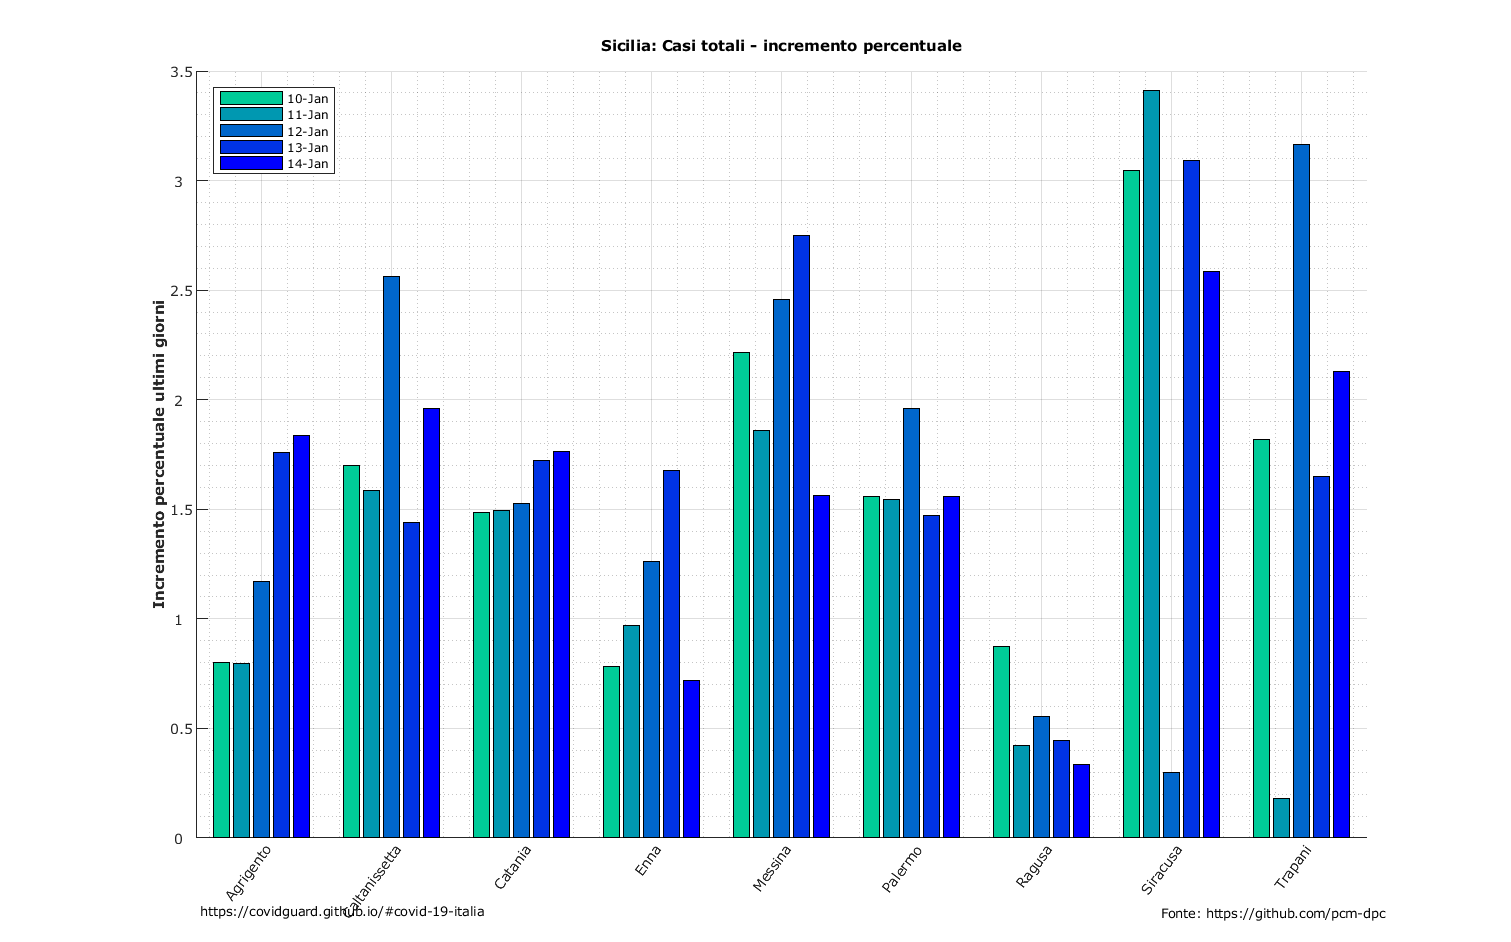 Sicilia: Casi totali - incremento percentuale
Incremento percentuale ultimi giorni
3.5
3
2.5
2
1.5
1
0.5
0
10-Jan
11-Jan
12-Jan
13-Jan
14-Jan
Agrigento
Caltanissetta
Catania
Enna
Messina
Palermo
Ragusa
Siracusa
Trapani
https://covidguard.github.io/#covid-19-italia
Fonte: https://github.com/pcm-dpc